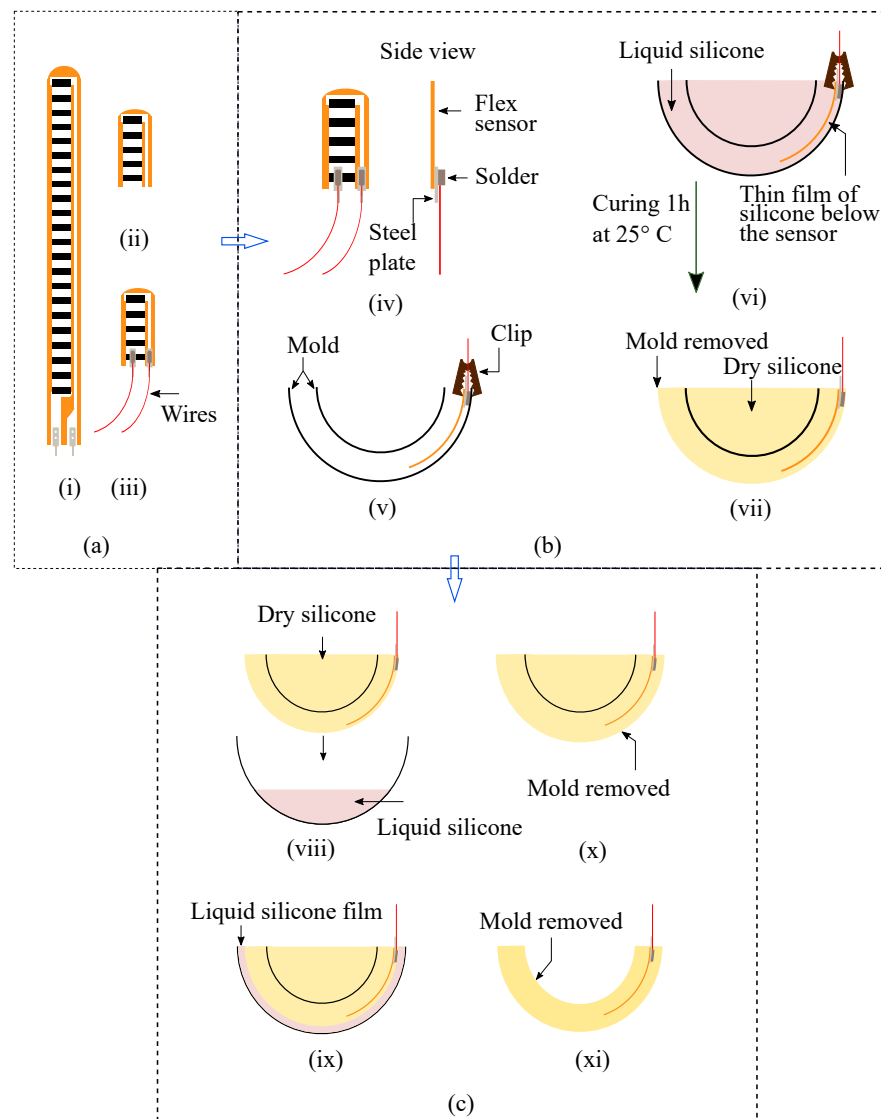 (i)
(ii)
(iii)
Wires
(a)
Side view
Flex
sensor
Solder
Steel
plate
(iv)
Mold
Clip
(v)
Liquid silicone
Thin film of
silicone below
the sensor
Curing 1h
at 25° C
(vi)
Mold removed
Dry silicone
(vii)
(b)
Dry silicone
Liquid silicone
(viii)
Mold removed
(x)
Liquid silicone film
(ix)
Mold removed
(xi)
(c)